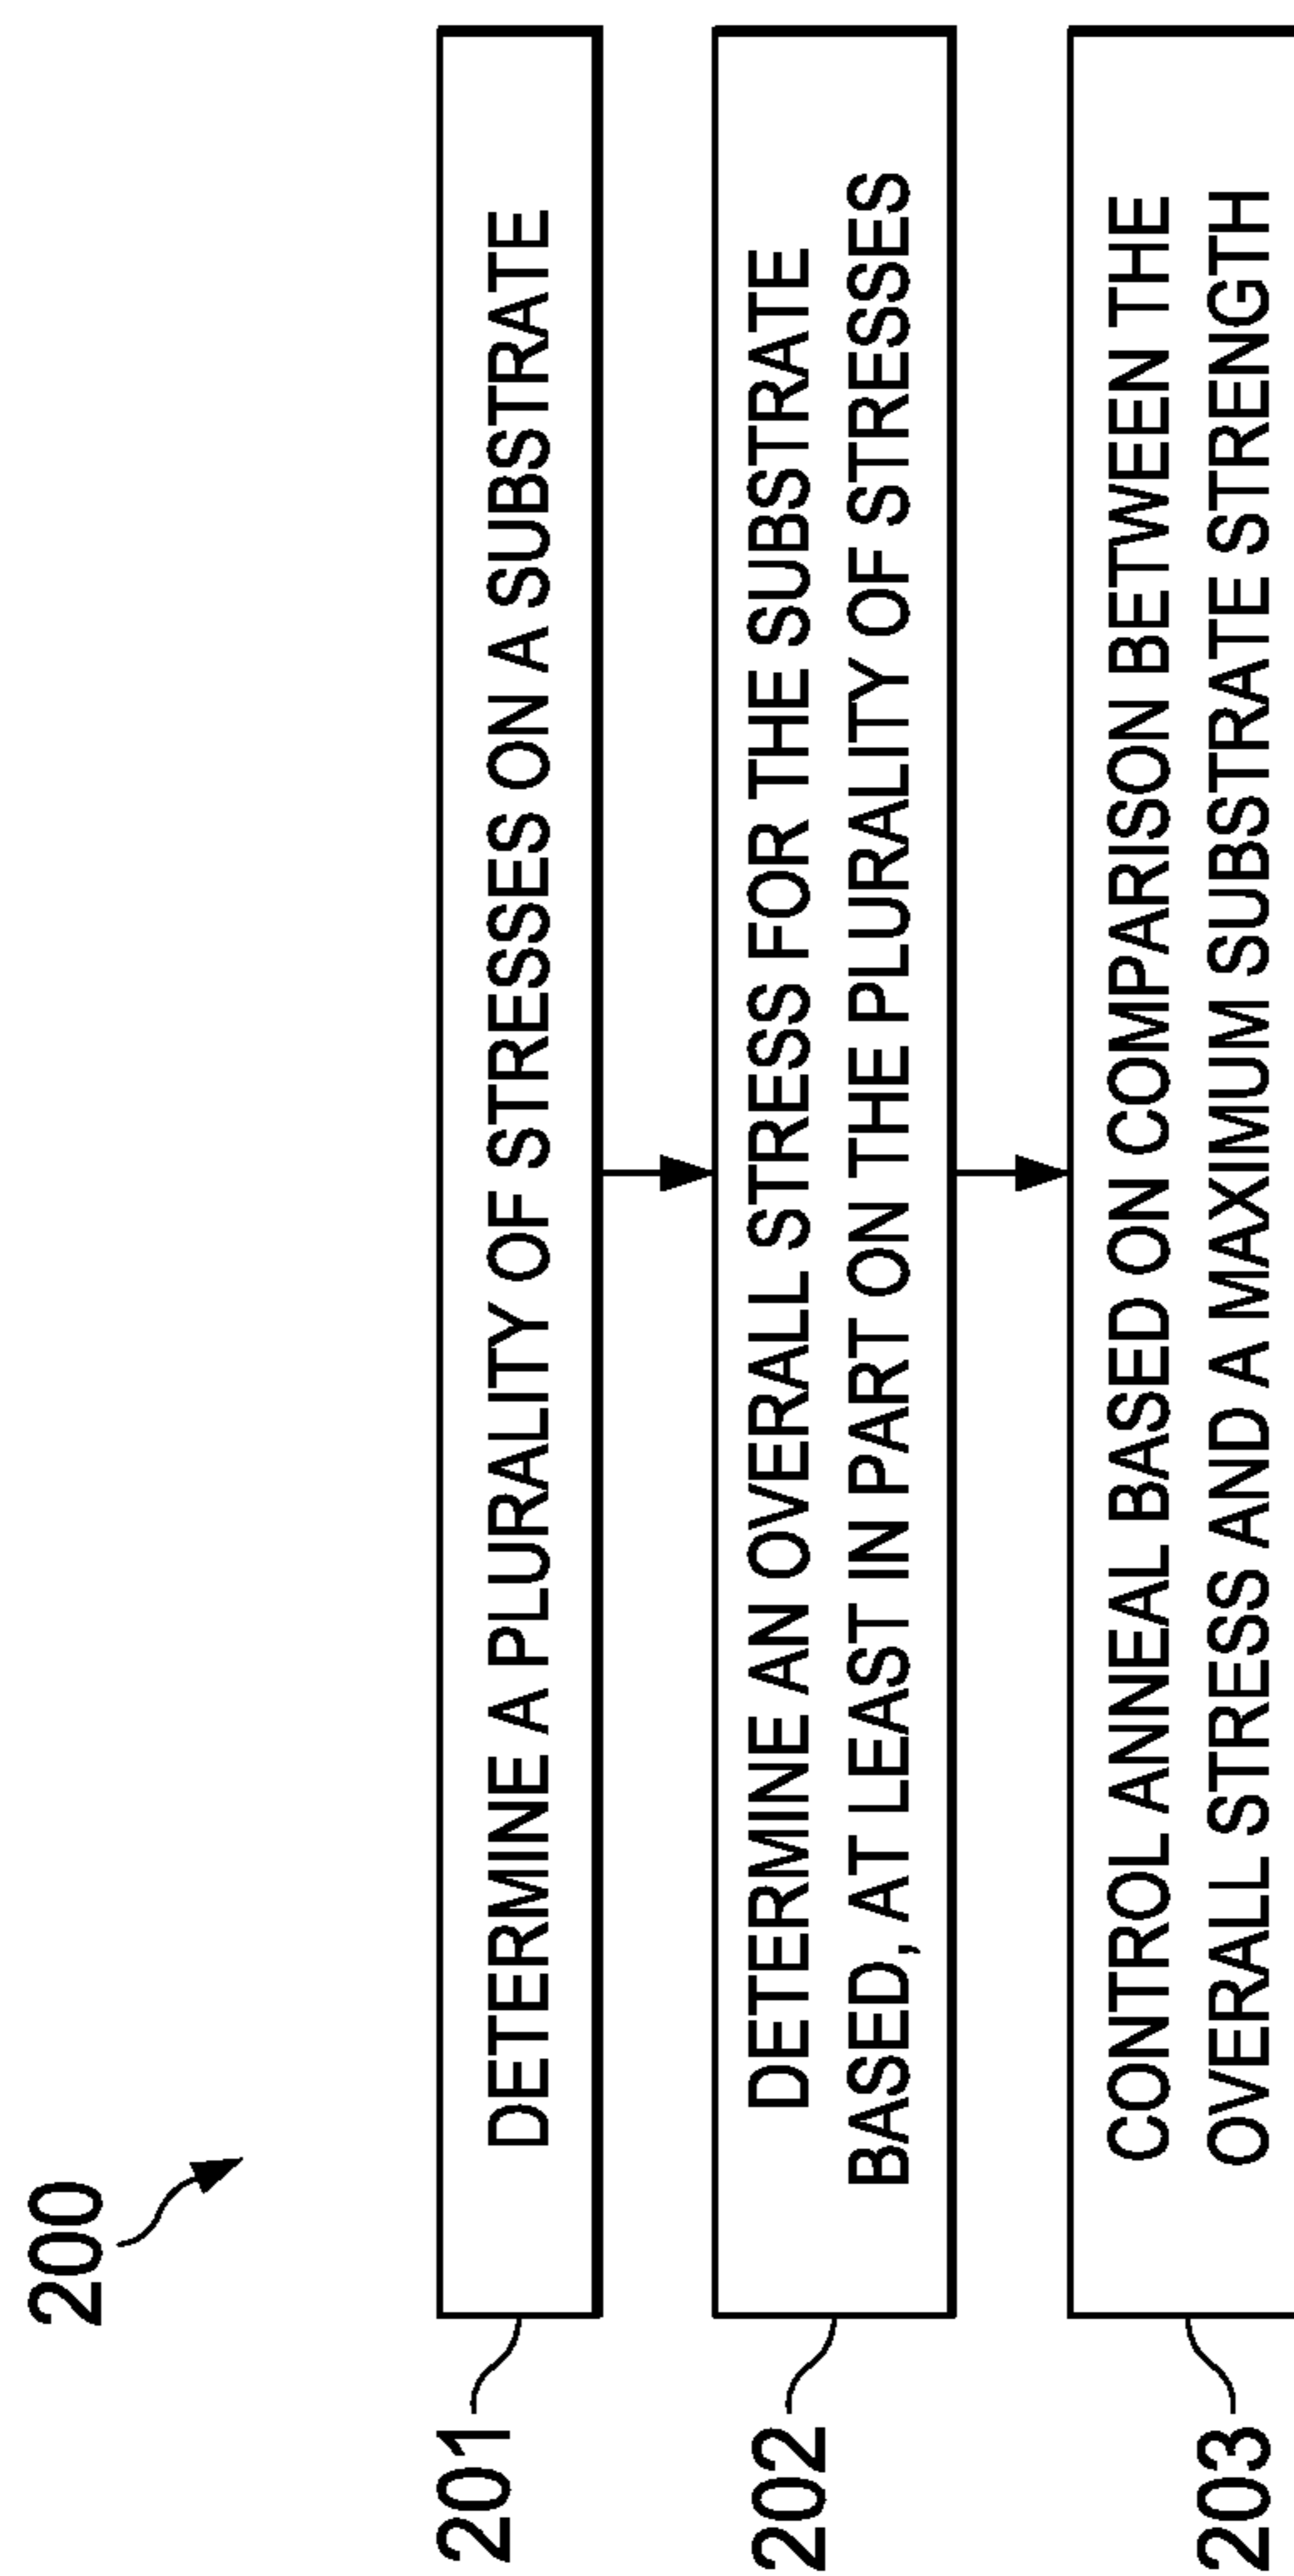 200
201
DETERMINE A PLURALITY OF STRESSES ON A SUBSTRATE
202
DETERMINE AN OVERALL STRESS FOR THE SUBSTRATE
BASED, AT LEAST IN PART ON THE PLURALITY OF STRESSES
203
CONTROL ANNEAL BASED ON COMPARISON BETWEEN THE
OVERALL STRESS AND A MAXIMUM SUBSTRATE STRENGTH